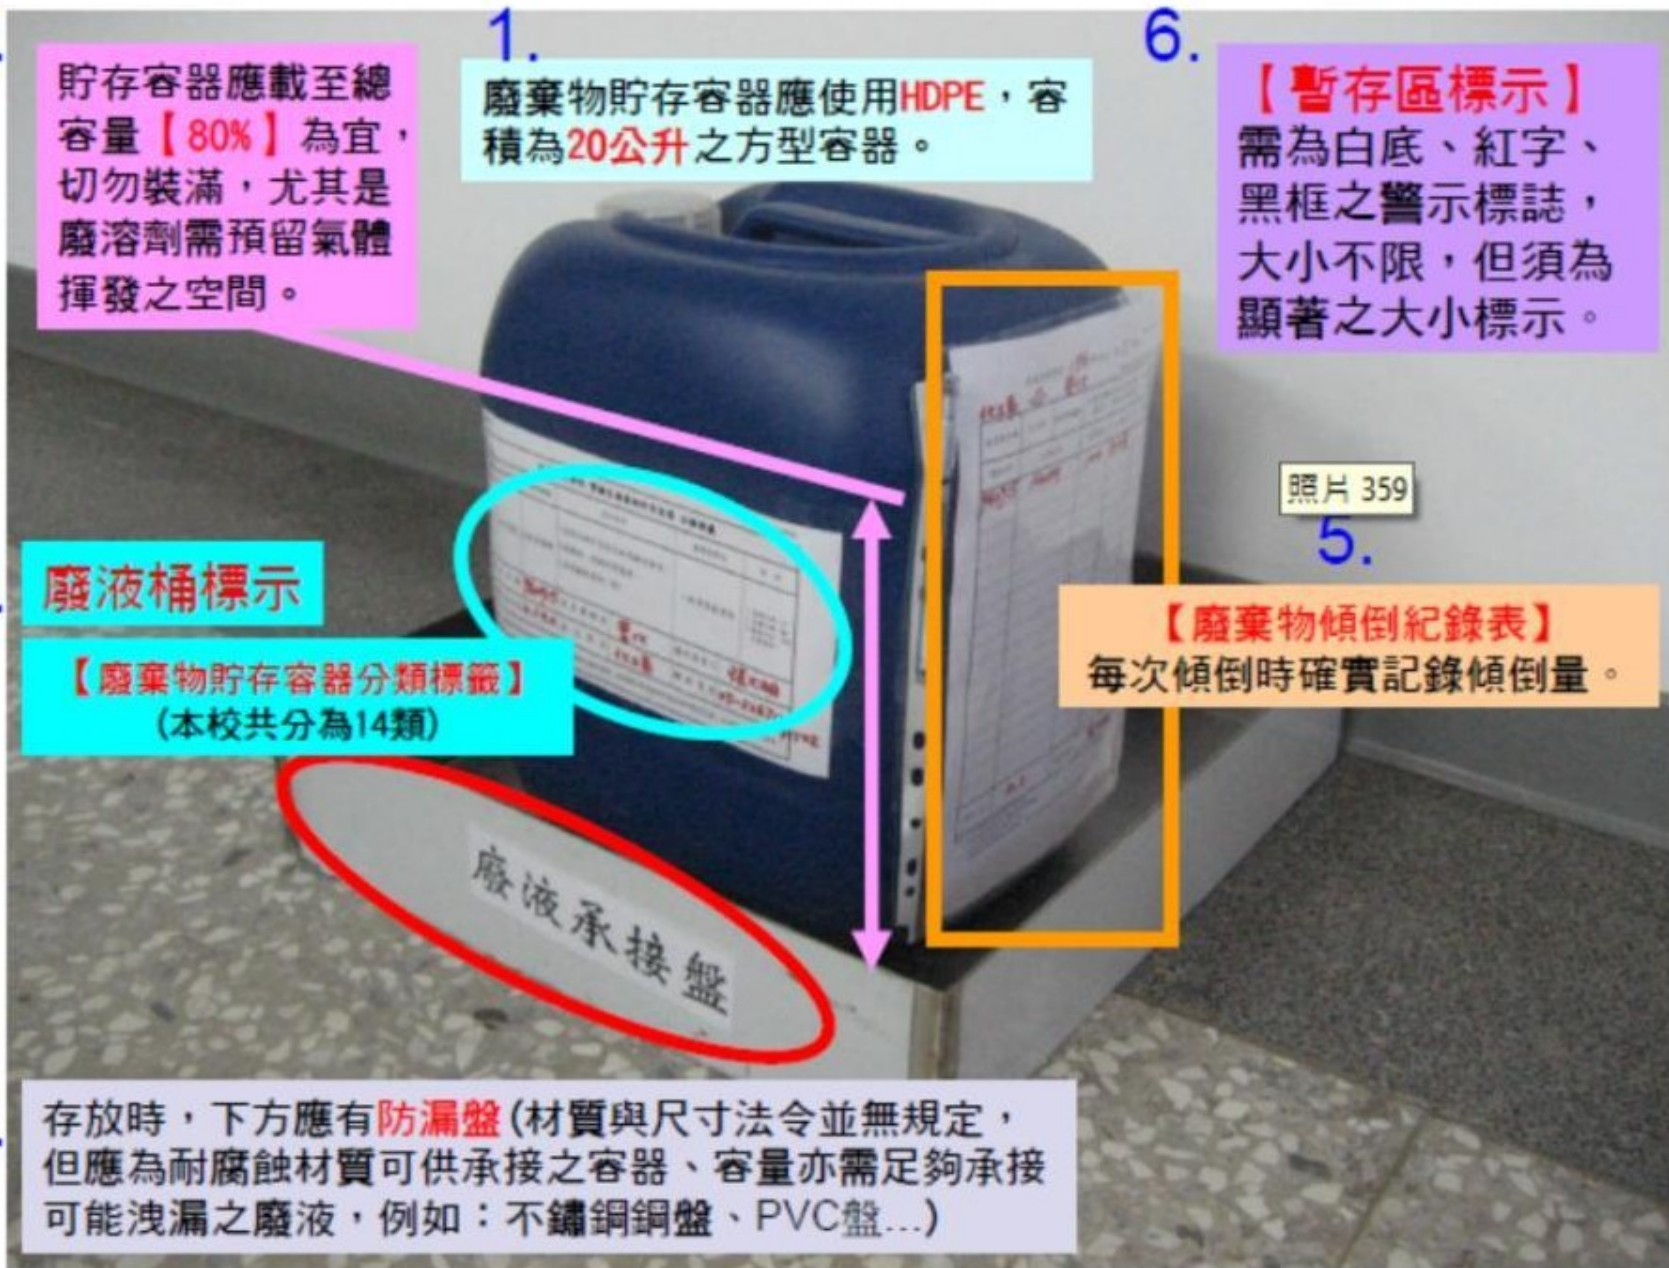 1.
廢棄物貯存容器應使用HDPE，容
積為20公升之方型容器。
貯存容器應載至總
容量【80%】為宜，
切勿裝滿，尤其是
廢溶劑需預留氣體
揮發之空間。
6.
【暫存區標示】
需為白底、紅字、
黑框之警示標誌，
大小不限，但須為
顯著之大小標示。
照片 359
5.
【廢棄物傾倒紀錄表】
每次傾倒時確實記錄傾倒量。
廢液桶標示
【廢棄物貯存容器分類標籤】
(本校共分為14類)
廢液承接盤
存放時，下方應有防漏盤(材質與尺寸法令並無規定，
但應為耐腐蝕材質可供承接之容器、容量亦需足夠承接
可能洩漏之廢液，例如：不鏽鋼鋼盤、PVC盤...)